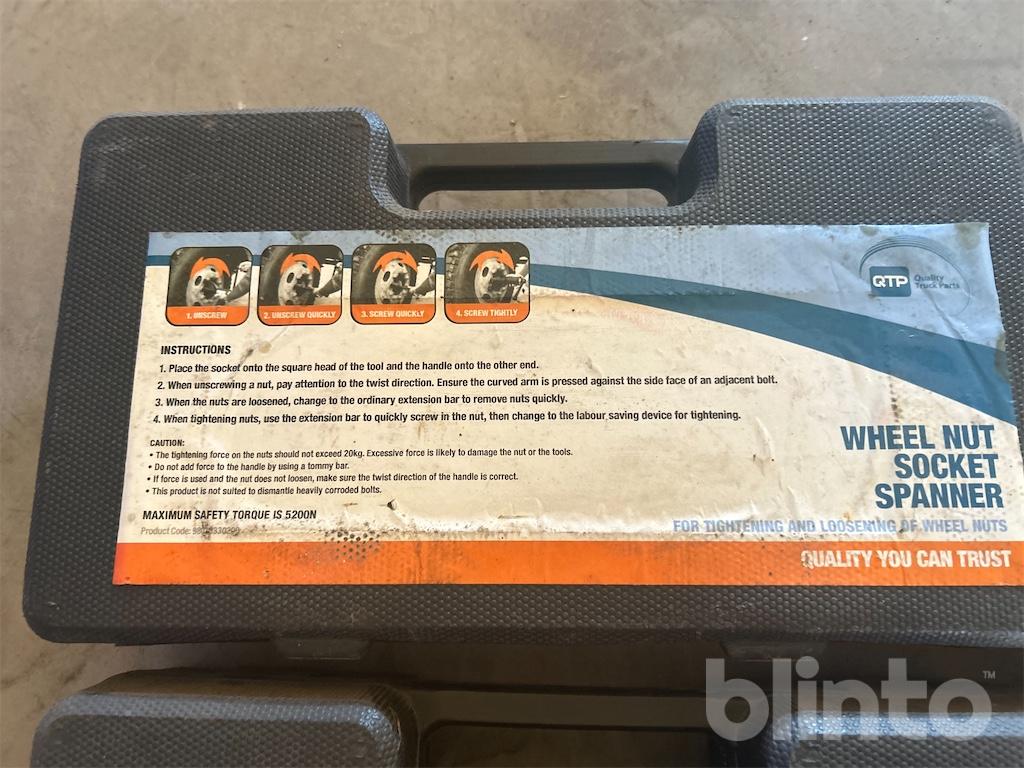 1. UNSCREW
2. UNSCREW QUICKLY
3. SCREW QUICKLY
4. SCREW TIGHTLY
QTP
Quality
Truck Parts
INSTRUCTIONS
1. Place the socket onto the square head of the tool and the handle onto the other end.
2. When unscrewing a nut, pay attention to the twist direction. Ensure the curved arm is pressed against the side face of an adjacent bolt.
3. When the nuts are loosened, change to the ordinary extension bar to remove nuts quickly.
4. When tightening nuts, use the extension bar to quickly screw in the nut, then change to the labour saving device for tightening.
CAUTION:
• The tightening force on the nuts should not exceed 20kg. Excessive force is likely to damage the nut or the tools.
• Do not add force to the handle by using a tommy bar.
• If force is used and the nut does not loosen, make sure the twist direction of the handle is correct.
• This product is not suited to dismantle heavily corroded bolts.
MAXIMUM SAFETY TORQUE IS 5200N
Product Code:
WHEEL NUT
SOCKET
SPANNER
FOR TIGHTENING AND LOOSENING OF WHEEL NUTS
QUALITY YOU CAN TRUST
blinto™